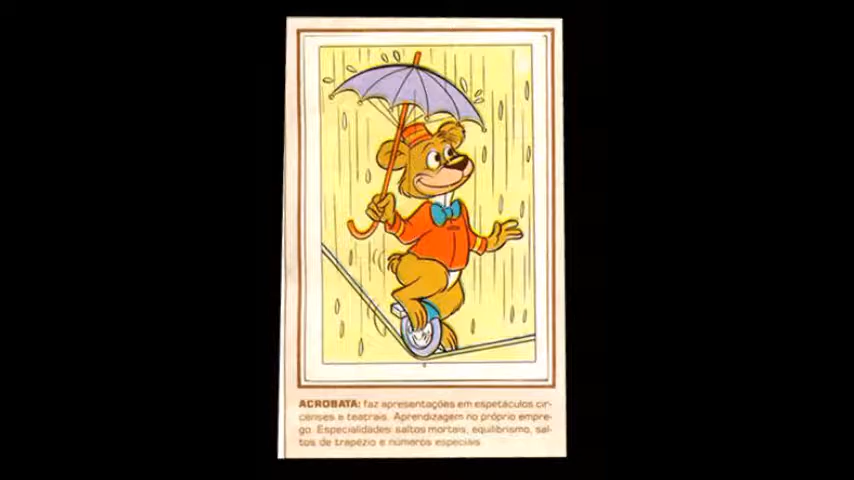 ACROBATA: faz apresentações em espetáculos cir-
censes e teatrais. Aprendizagem no próprio empre-
go. Especialidades: saltos mortais, equilibrismo, sal-
tos de trapézio e números especiais.